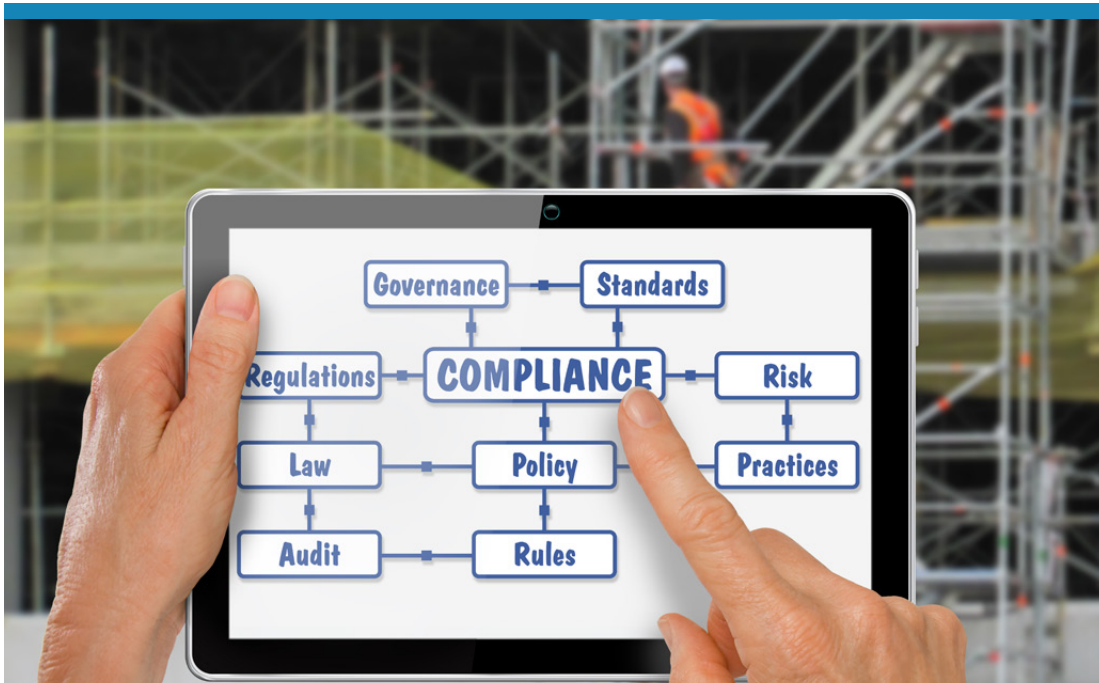 Governance Standards
Regulations COMPLIANCE Risk
Law Policy Practices
Audit Rules